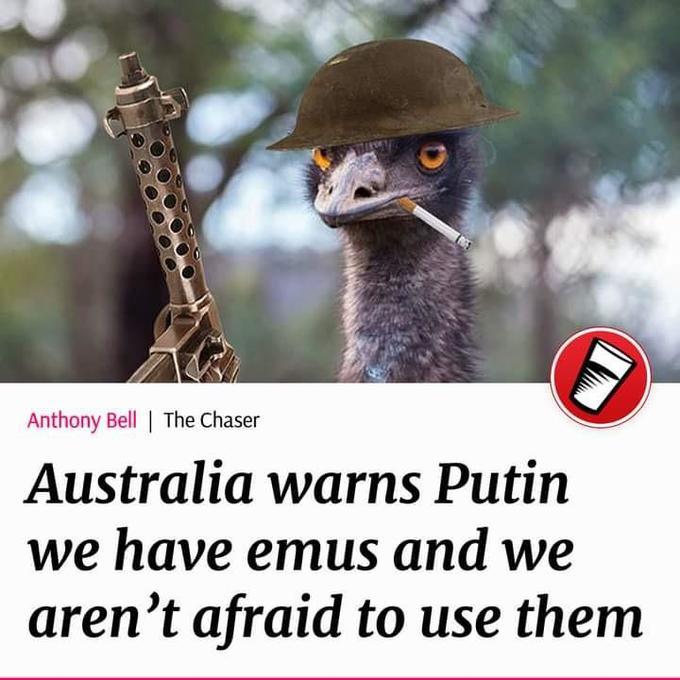 Anthony Bell | The Chaser
Australia warns Putin
we have emus and we
aren’t afraid to use them